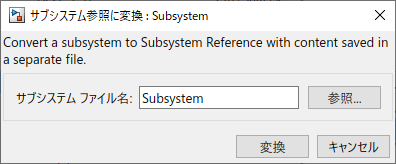 サブシステム参照に変換 : Subsystem
Convert a subsystem to Subsystem Reference with content saved in
a separate file.
サブシステム ファイル名: Subsystem 参照...
変換 キャンセル